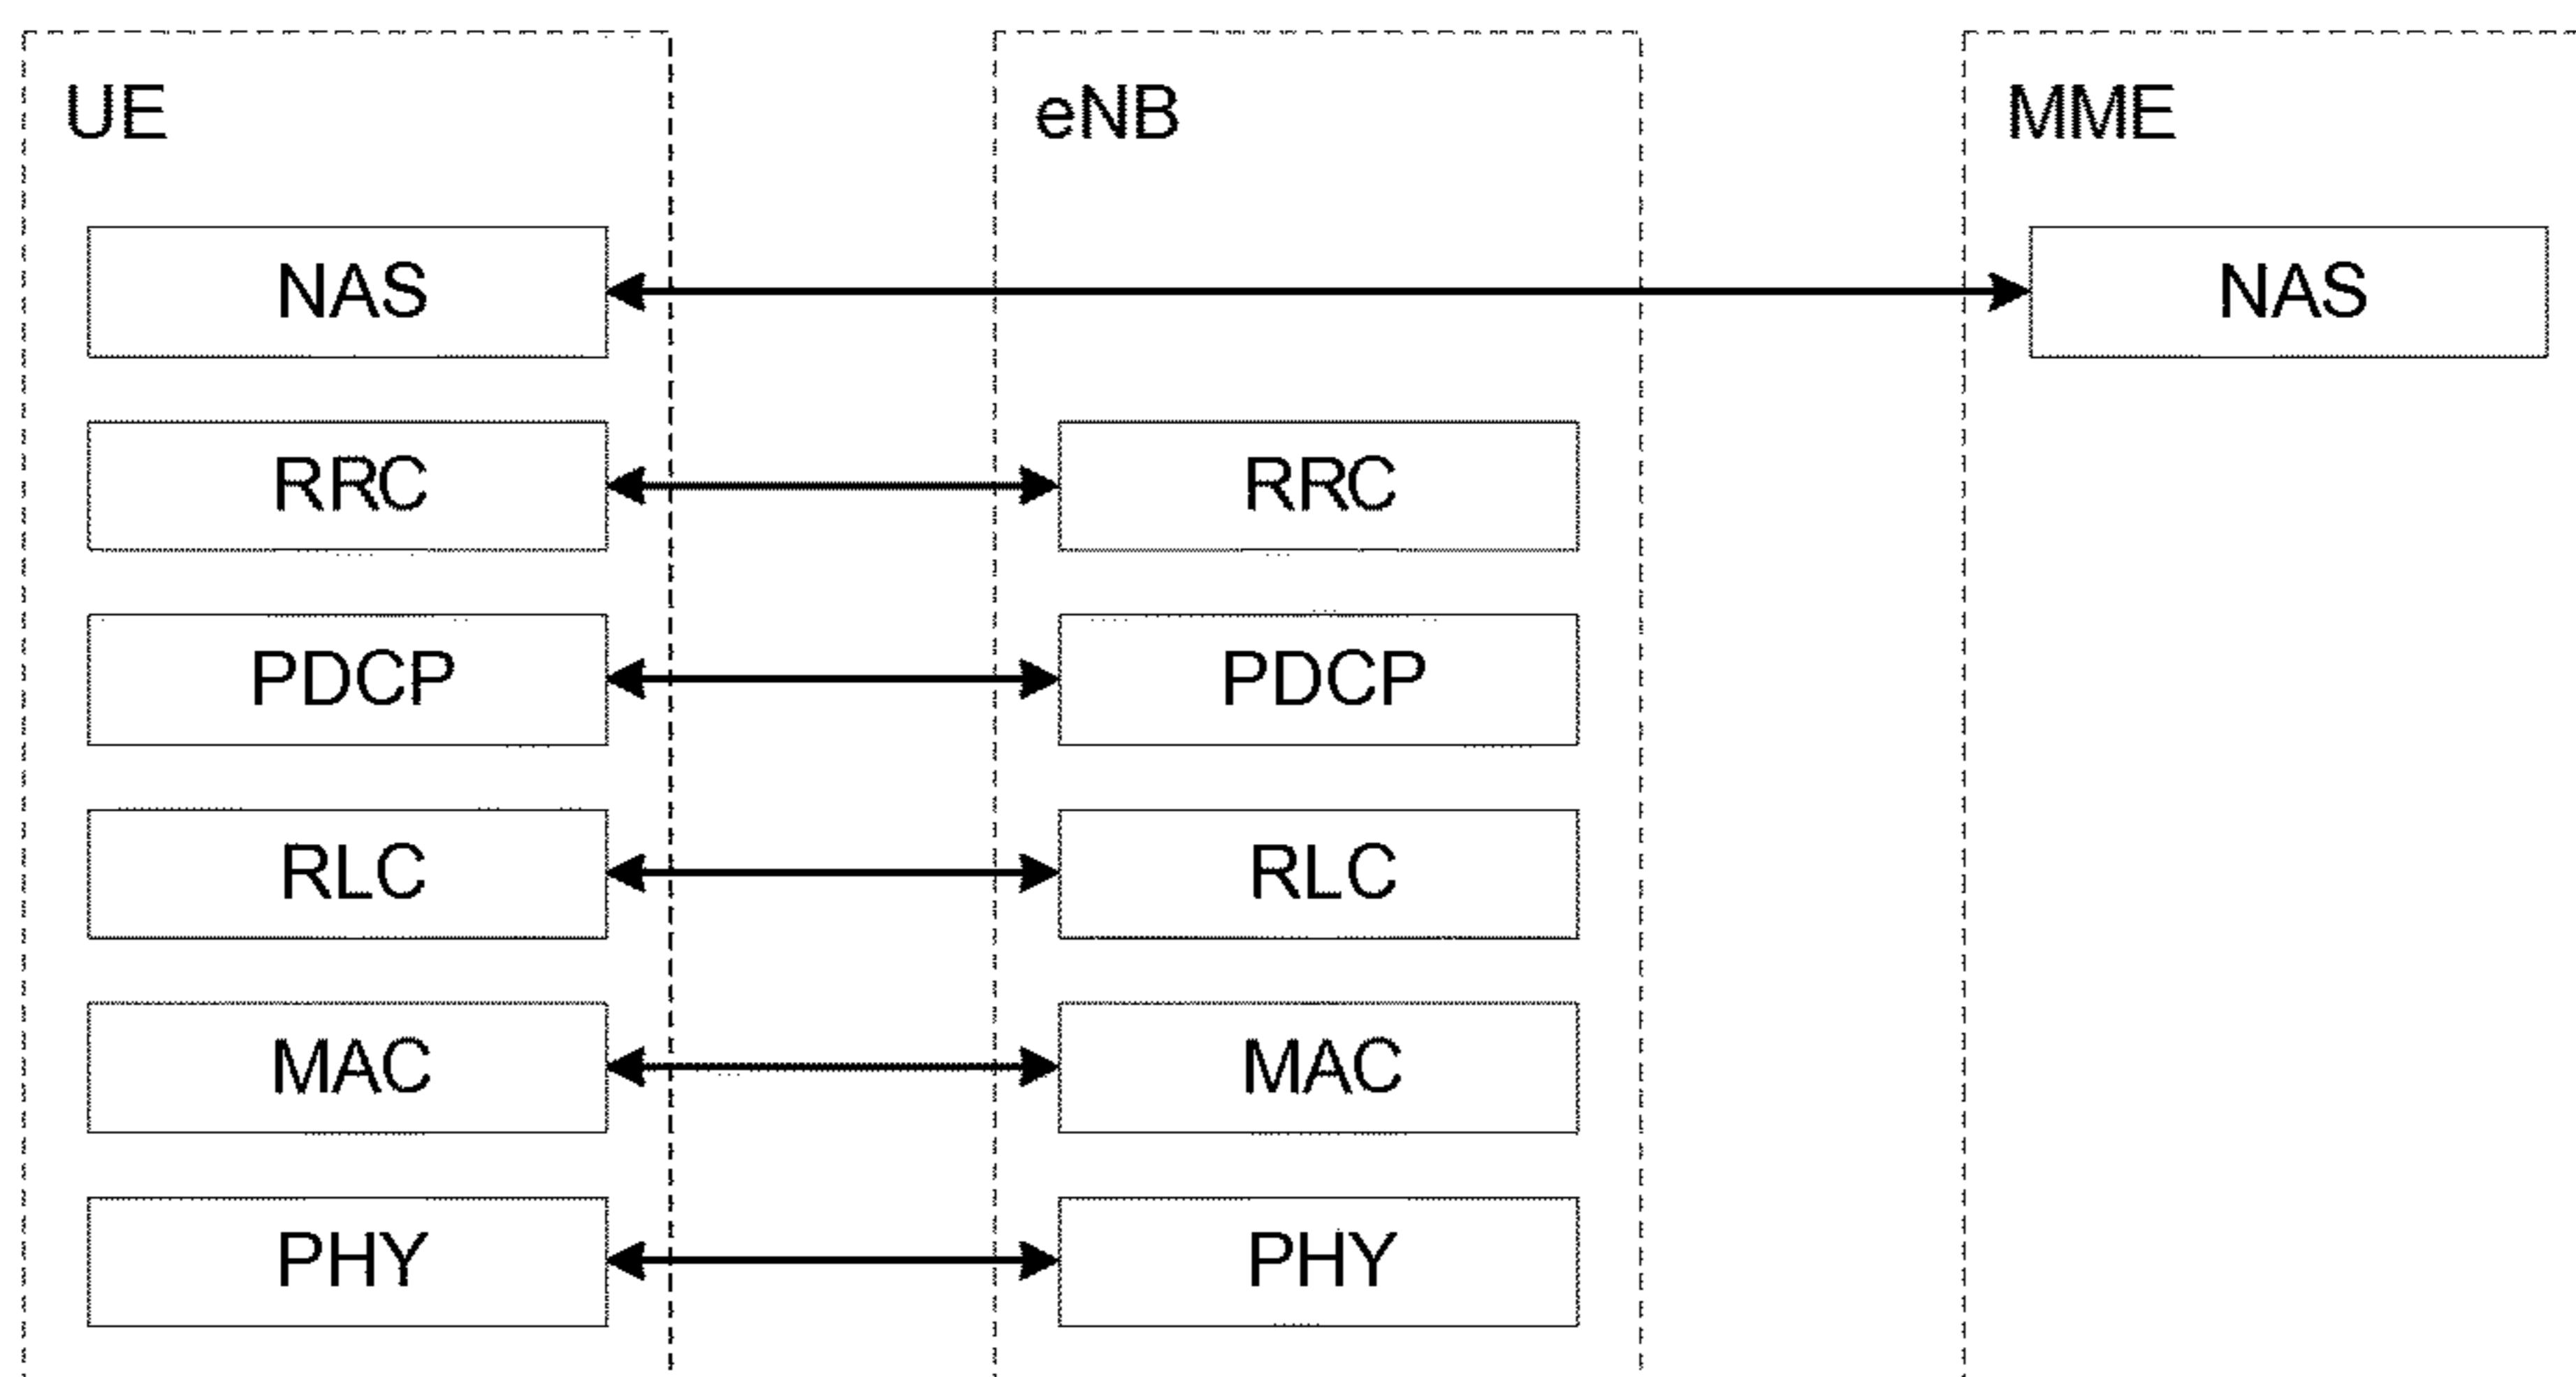 UE eNB MME
NAS NAS
RRC RRC
PDCP PDCP
RLC RLC
MAC MAC
PHY PHY